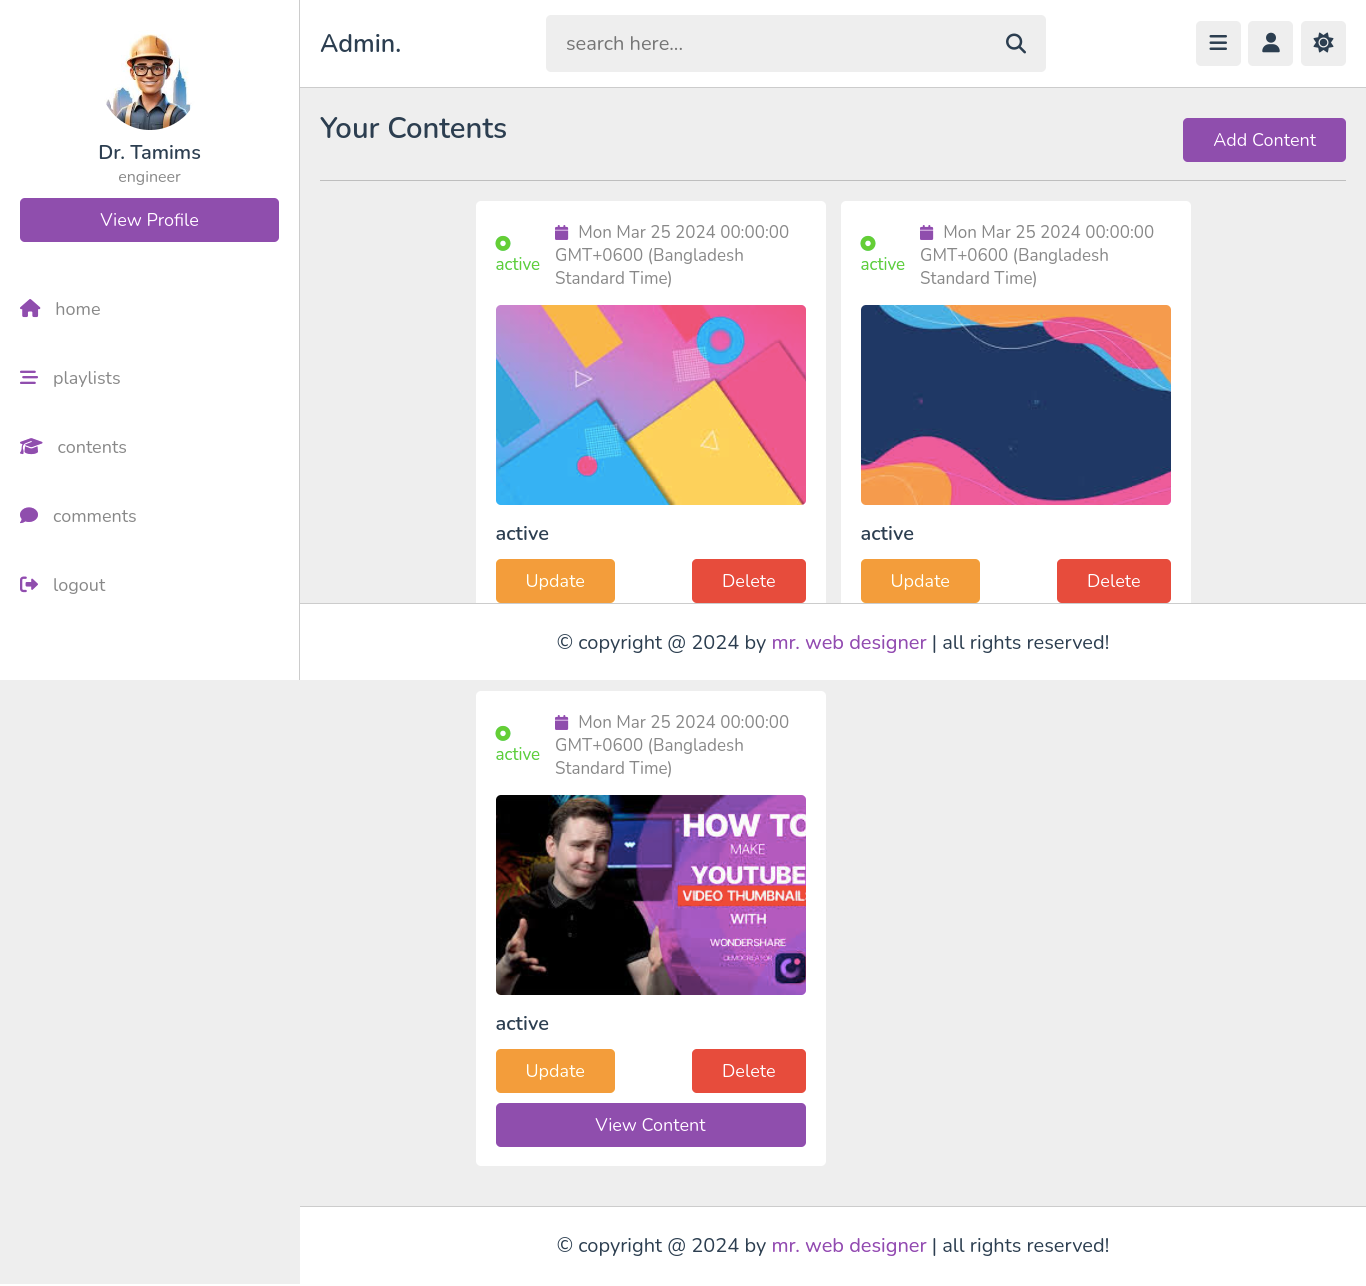 Dr. Tamims
engineer
View Profile
home
playlists
contents
comments
logout
Admin.
search here...
Your Contents
Add Content
active
Mon Mar 25 2024 00:00:00
GMT+0600 (Bangladesh
Standard Time)
active
Update
Delete
active
Mon Mar 25 2024 00:00:00
GMT+0600 (Bangladesh
Standard Time)
active
Update
Delete
© copyright @ 2024 by mr. web designer | all rights reserved!
active
Mon Mar 25 2024 00:00:00
GMT+0600 (Bangladesh
Standard Time)
HOW TO
MAKE
YOUTUBE
VIDEO THUMBNAILS
WITH
WONDERSHARE
DEMOCREATOR
active
Update
Delete
View Content
© copyright @ 2024 by mr. web designer | all rights reserved!